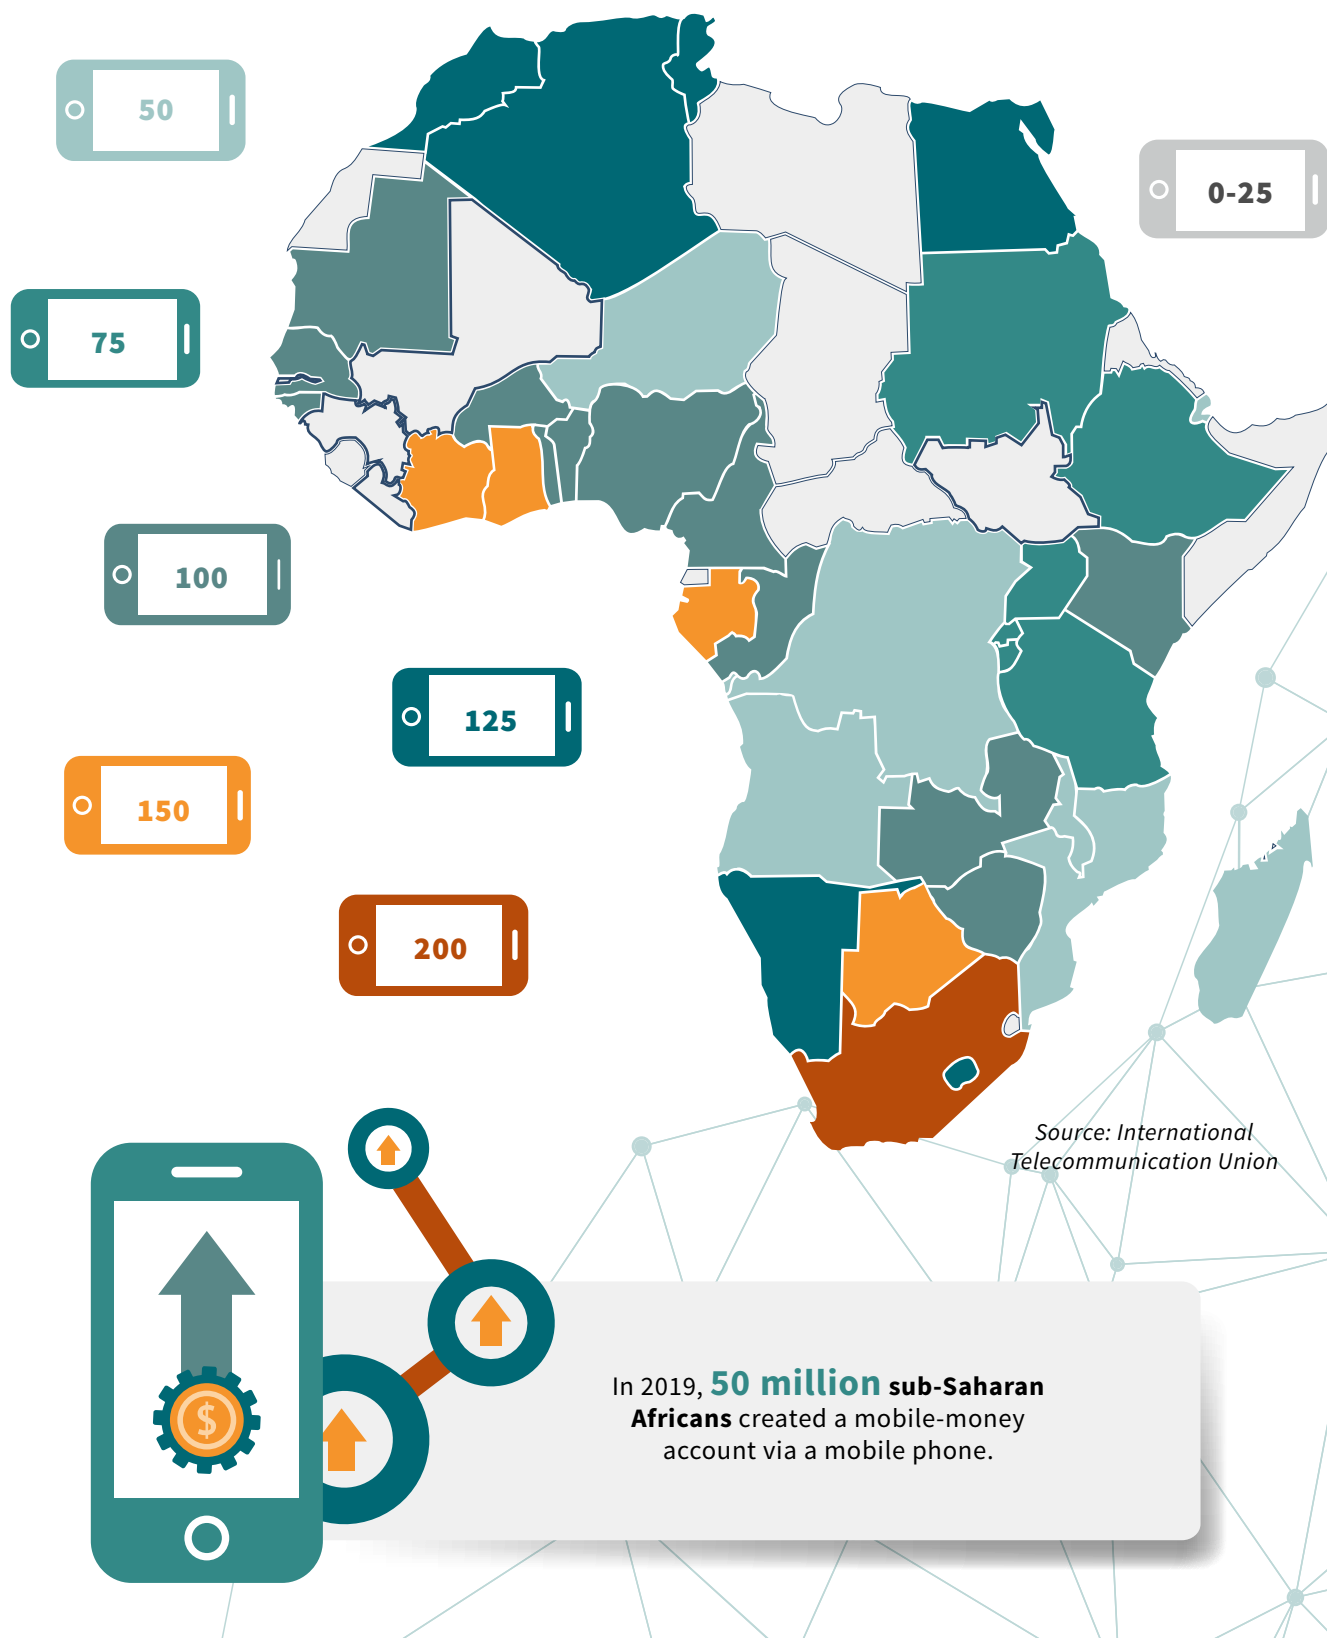 50
0-25
75
100
125
150
200
Source: International
Telecommunication Union
$
In 2019, 50 million sub-Saharan
Africans created a mobile-money
account via a mobile phone.